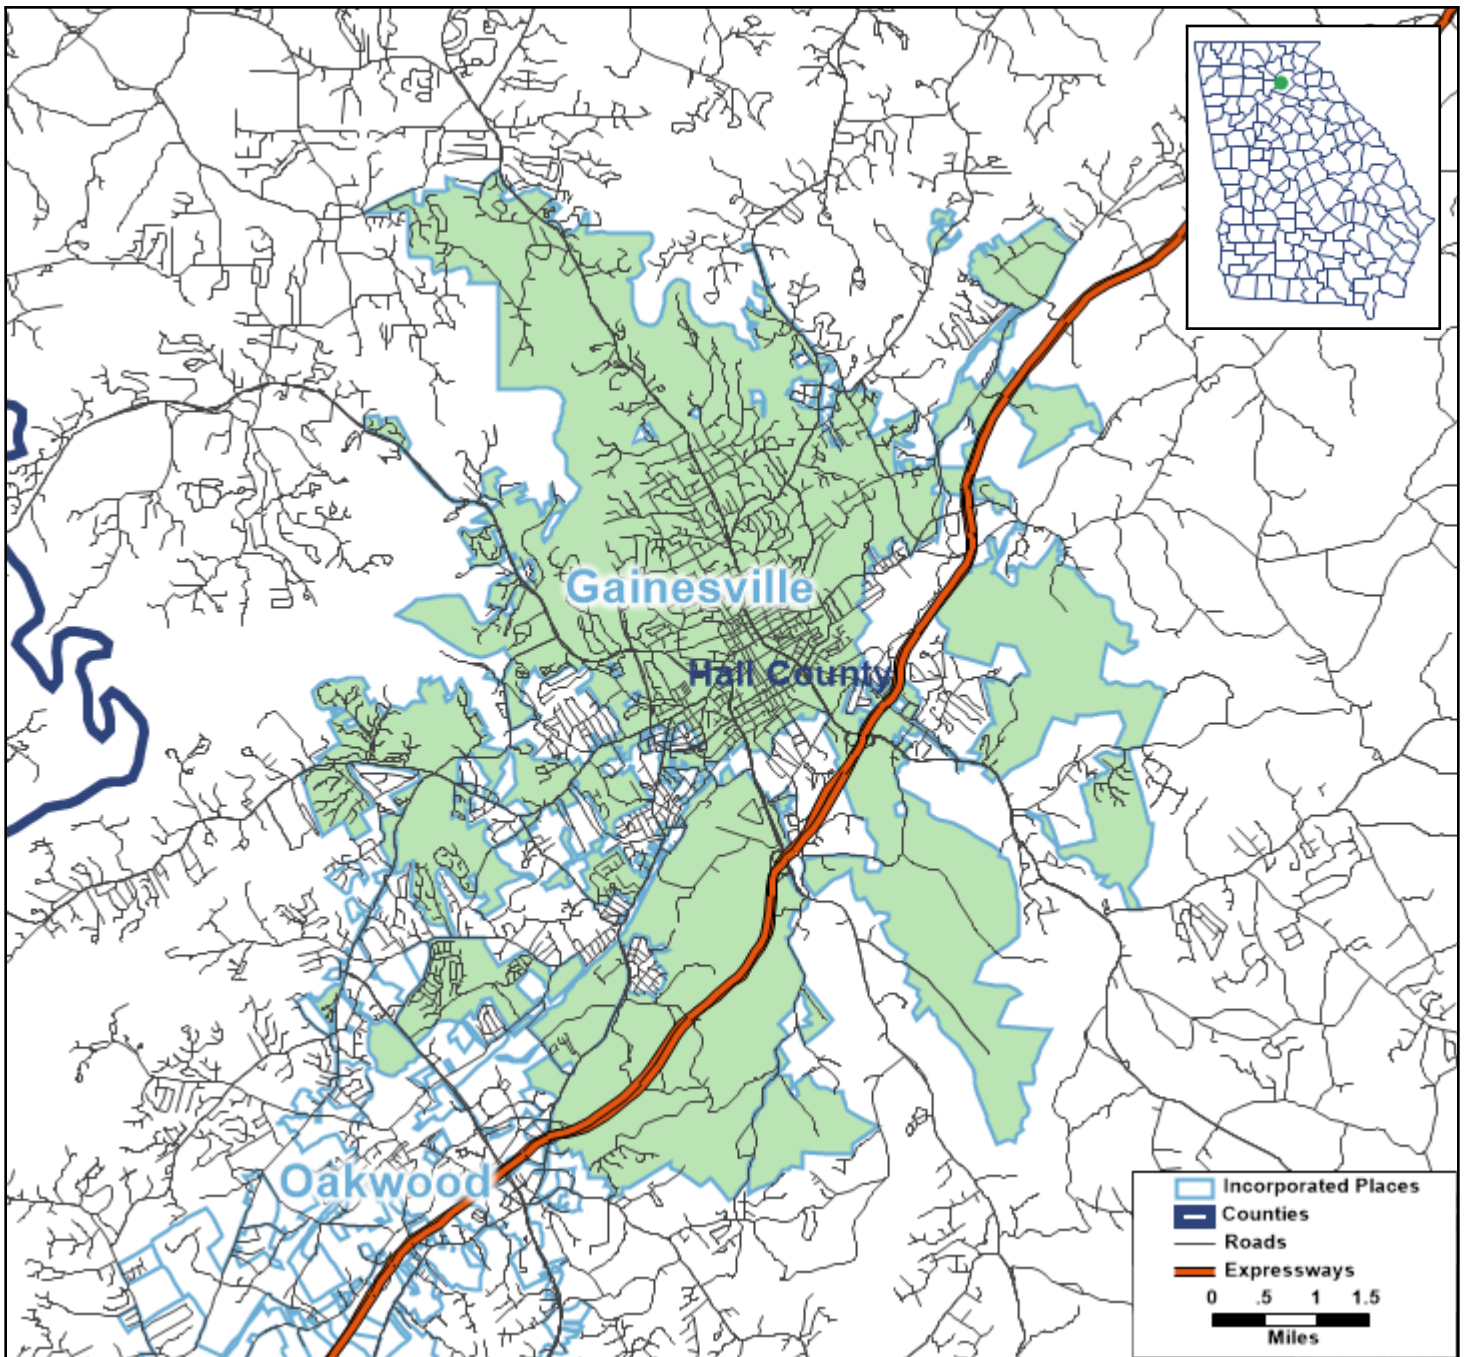 Gainesville
Hall County
Oakwood
Incorporated Places
Counties
Roads
Expressways
0 .5 1 1.5
Miles